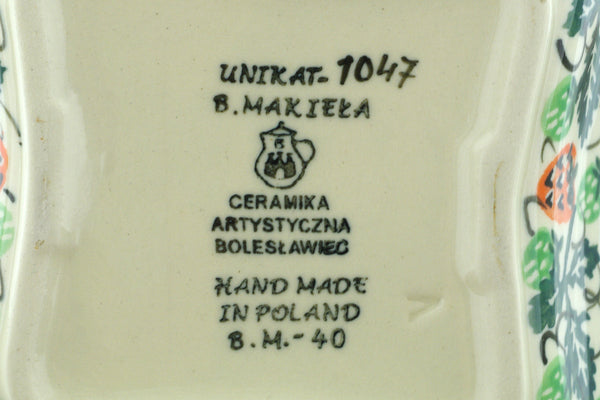 UNIKAT-1047
B. MAKIEŁA
CERAMIKA
ARTYSTYCZNA
BOLESŁAWIEC
HAND MADE
IN POLAND
B.M.-40